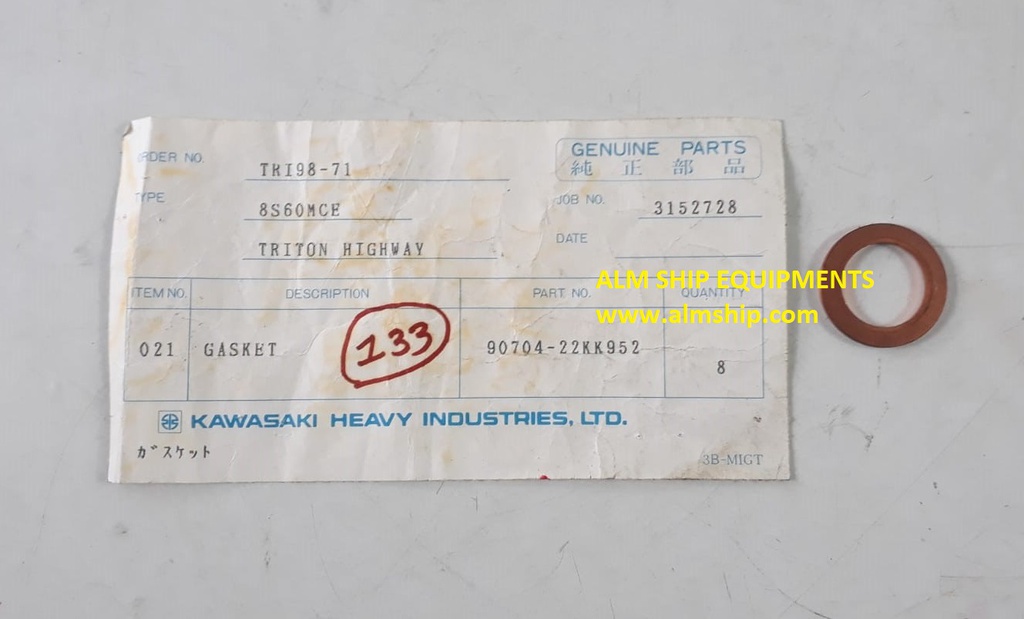 ORDER NO. TRI98-71
GENUINE PARTS
純正部品
TYPE 8S60MCE
JOB NO. 3152728
TRITON HIGHWAY
DATE
ALM SHIP EQUIPMENTS
www.almship.com
ITEM NO. DESCRIPTION PART NO. QUANTITY
021 GASKET 133 90704-22KK952 8
KAWASAKI HEAVY INDUSTRIES, LTD.
ガスケット
3B-MIGT